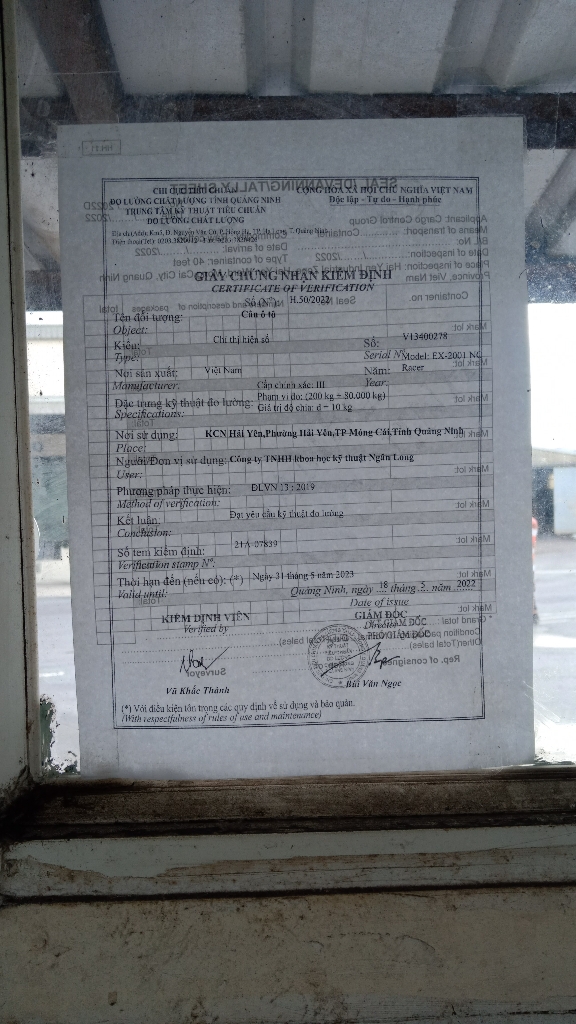 CHI CỤC TIÊU CHUẨN
ĐO LƯỜNG CHẤT LƯỢNG TỈNH QUẢNG NINH
TRUNG TÂM KỸ THUẬT TIÊU CHUẨN
ĐO LƯỜNG CHẤT LƯỢNG
CỘNG HÒA XÃ HỘI CHỦ NGHĨA VIỆT NAM
Độc lập - Tự do - Hạnh phúc
GIẤY CHỨNG NHẬN KIỂM ĐỊNH
CERTIFICATE OF VERIFICATION
Số (N°): H.50/2022
Tên đối tượng: Cân ô tô
Object:
Kiểu: Chỉ thị hiện số Số: V13400278
Type: Serial N° Model: EX-2001 NC
Nơi sản xuất: Việt Nam Năm: Racer
Manufacturer: Year:
Đặc trưng kỹ thuật đo lường: Cấp chính xác: III
Phạm vi đo: (200 kg ÷ 80.000 kg)
Specifications: Giá trị độ chia: d = 10 kg
Nơi sử dụng: KCN Hải Yên,Phường Hải Yên,TP Móng Cái,Tỉnh Quảng Ninh
Place:
Người/Đơn vị sử dụng: Công ty TNHH khoa học kỹ thuật Ngân Long
User:
Phương pháp thực hiện: ĐLVN 13 : 2019
Method of verification:
Kết luận: Đạt yêu cầu kỹ thuật đo lường
Conclusion:
Số tem kiểm định: 21A-07839
Verification stamp N°:
Thời hạn đến (nếu có): (*) Ngày 31 tháng 5 năm 2023
Valid until:
Quảng Ninh, ngày 18 tháng 5 năm 2022
Date of issue
KIỂM ĐỊNH VIÊN
Verified by
GIÁM ĐỐC
Director
PHÓ GIÁM ĐỐC
Vũ Khắc Thành
Bùi Văn Ngọc
(*) Với điều kiện tôn trọng các quy định về sử dụng và bảo quản.
(With respectfulness of rules of use and maintenance)